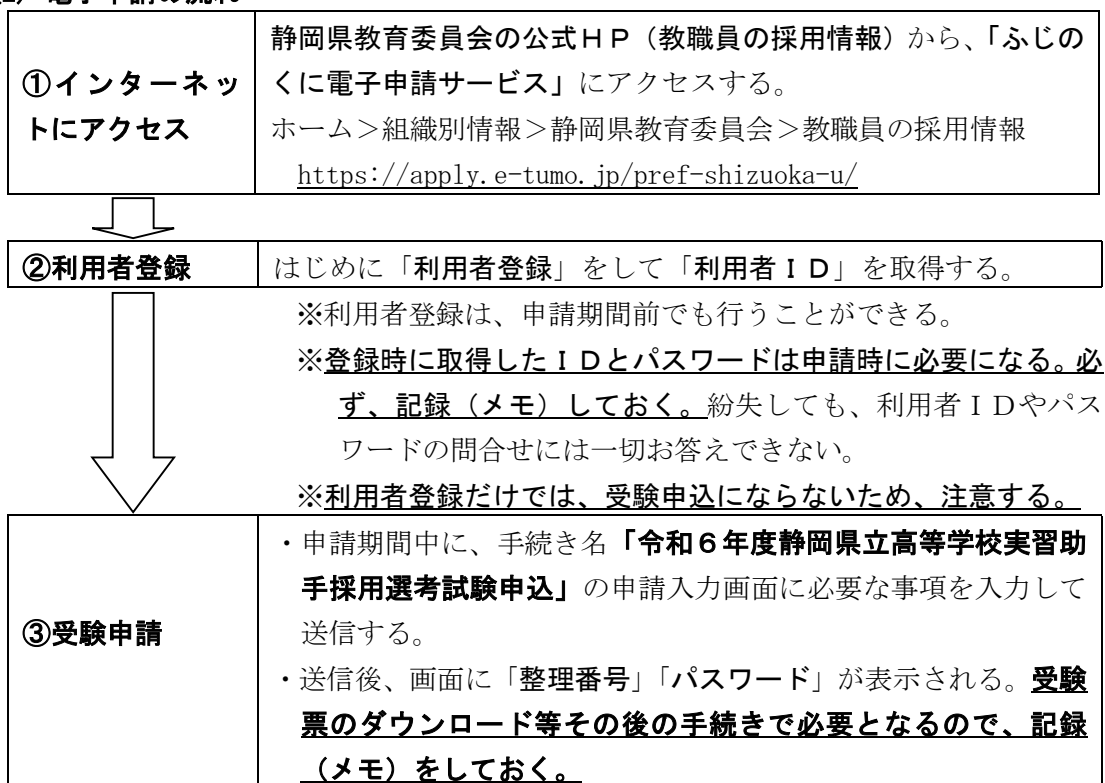 ①インターネッ
トにアクセス
静岡県教育委員会の公式ＨＰ（教職員の採用情報）から、「ふじの
くに電子申請サービス」にアクセスする。
ホーム＞組織別情報＞静岡県教育委員会＞教職員の採用情報
https://apply.e-tumo.jp/pref-shizuoka-u/
②利用者登録
はじめに「利用者登録」をして「利用者ＩＤ」を取得する。
※利用者登録は、申請期間前でも行うことができる。
※登録時に取得したＩＤとパスワードは申請時に必要になる。必
ず、記録（メモ）しておく。紛失しても、利用者ＩＤやパス
ワードの問合せには一切お答えできない。
※利用者登録だけでは、受験申込にならないため、注意する。
③受験申請
・申請期間中に、手続き名「令和６年度静岡県立高等学校実習助
手採用選考試験申込」の申請入力画面に必要な事項を入力して
送信する。
・送信後、画面に「整理番号」「パスワード」が表示される。受験
票のダウンロード等その後の手続きで必要となるので、記録
（メモ）をしておく。